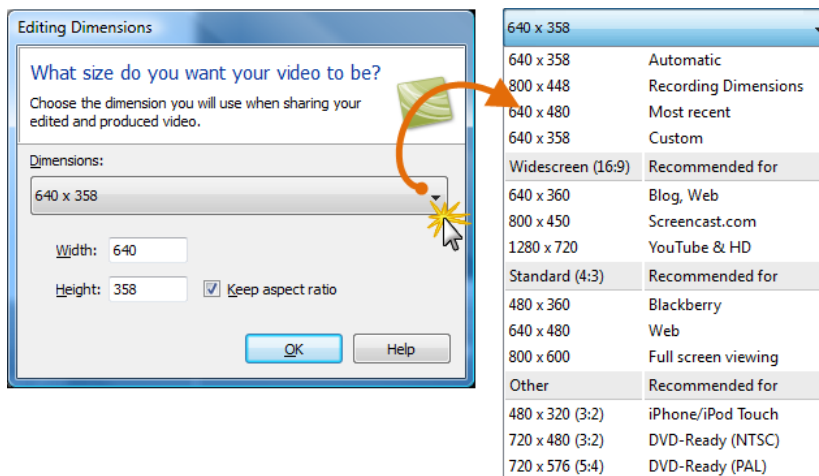 Editing Dimensions
What size do you want your video to be?
Choose the dimension you will use when sharing your
edited and produced video.
Dimensions:
640 x 358
Width: 640
Height: 358
Keep aspect ratio
OK Help
640 x 358
640 x 358 Automatic
800 x 448 Recording Dimensions
640 x 480 Most recent
640 x 358 Custom
Widescreen (16:9) Recommended for
640 x 360 Blog, Web
800 x 450 Screencast.com
1280 x 720 YouTube & HD
Standard (4:3) Recommended for
480 x 360 Blackberry
640 x 480 Web
800 x 600 Full screen viewing
Other Recommended for
480 x 320 (3:2) iPhone/iPod Touch
720 x 480 (3:2) DVD-Ready (NTSC)
720 x 576 (5:4) DVD-Ready (PAL)